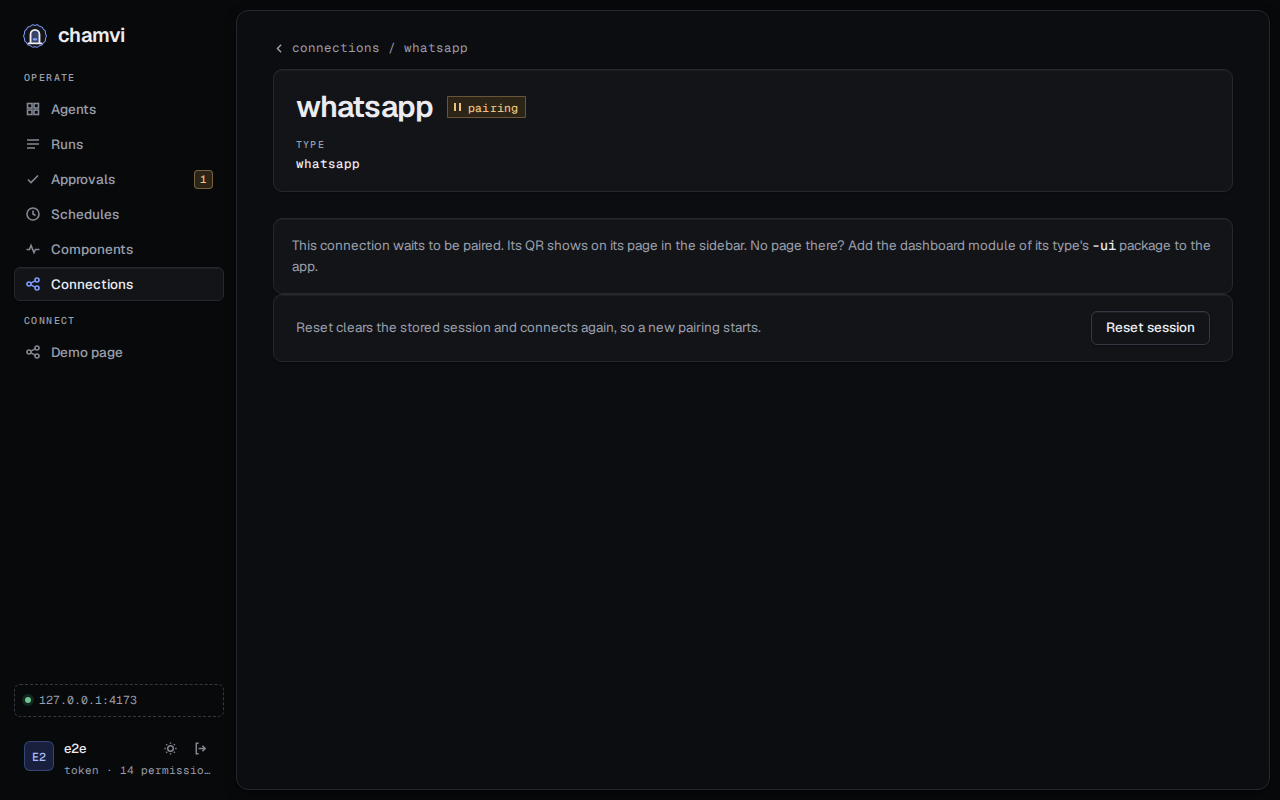 chamvi
OPERATE
Agents
Runs
Approvals 1
Schedules
Components
Connections
CONNECT
Demo page
127.0.0.1:4173
E2
e2e
token · 14 permissio…
connections / whatsapp
whatsapp pairing
TYPE
whatsapp
This connection waits to be paired. Its QR shows on its page in the sidebar. No page there? Add the dashboard module of its type's -ui package to the
app.
Reset clears the stored session and connects again, so a new pairing starts. Reset session